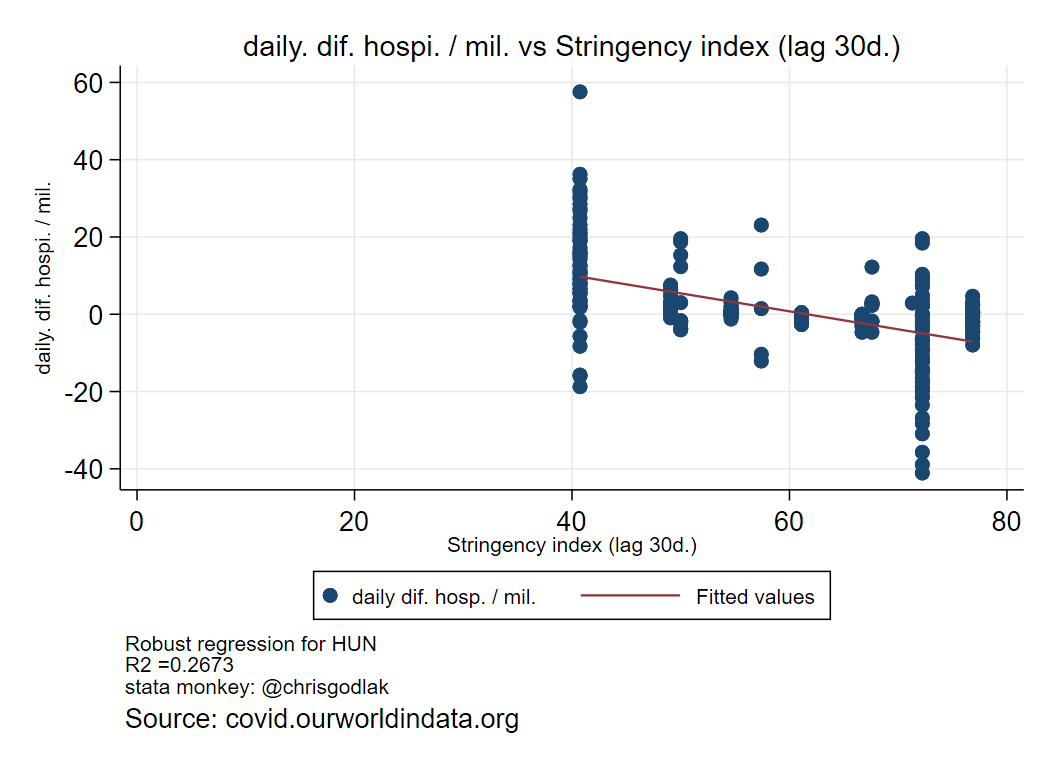 daily. dif. hospi. / mil. vs Stringency index (lag 30d.)
daily. dif. hospi. / mil.
60
40
20
0
-20
-40
0 20 40 60 80
Stringency index (lag 30d.)
daily dif. hosp. / mil. Fitted values
Robust regression for HUN
R2 =0.2673
stata monkey: @chrisgodlak
Source: covid.ourworldindata.org